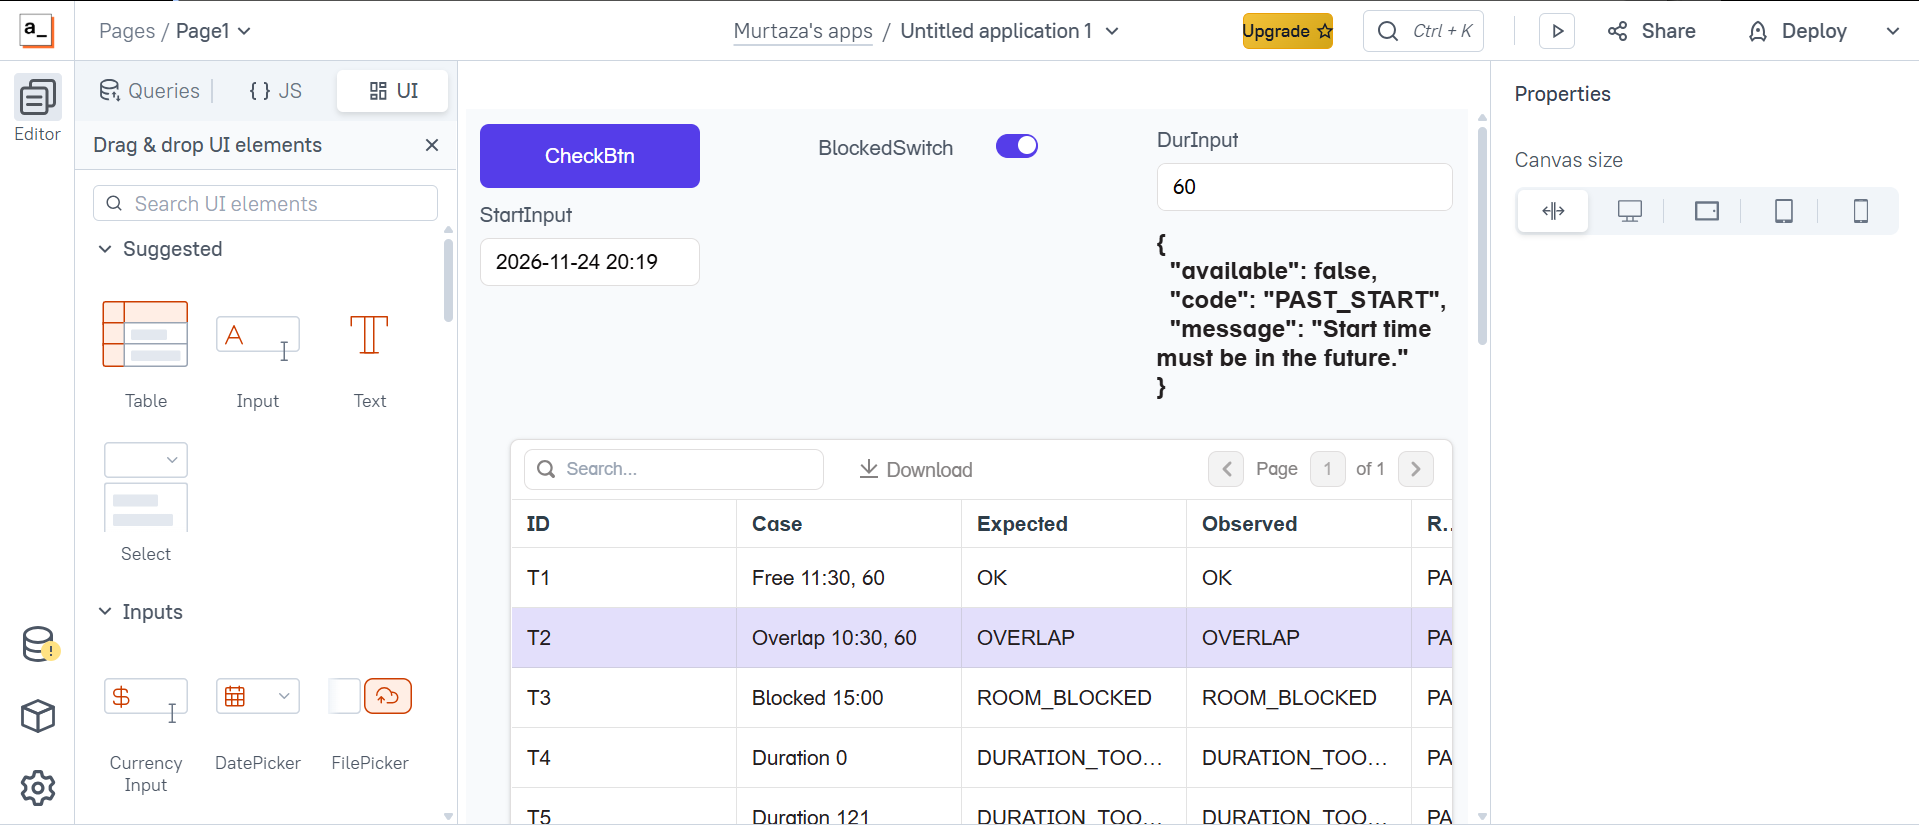 a_
Pages / Page1
Murtaza's apps / Untitled application 1
Upgrade
Ctrl + K
Share
Deploy
Editor
Queries
{ } JS
UI
Drag & drop UI elements
Search UI elements
Suggested
Table
Input
Text
Select
Inputs
Currency
Input
DatePicker
FilePicker
CheckBtn
BlockedSwitch
DurInput
60
StartInput
2026-11-24 20:19
{
"available": false,
"code": "PAST_START",
"message": "Start time
must be in the future."
}
Search...
Download
Page 1 of 1
ID Case Expected Observed R...
T1 Free 11:30, 60 OK OK PA
T2 Overlap 10:30, 60 OVERLAP OVERLAP PA
T3 Blocked 15:00 ROOM_BLOCKED ROOM_BLOCKED PA
T4 Duration 0 DURATION_TOO... DURATION_TOO... PA
T5 Duration 121 DURATION_TOO... DURATION_TOO... PA
Properties
Canvas size